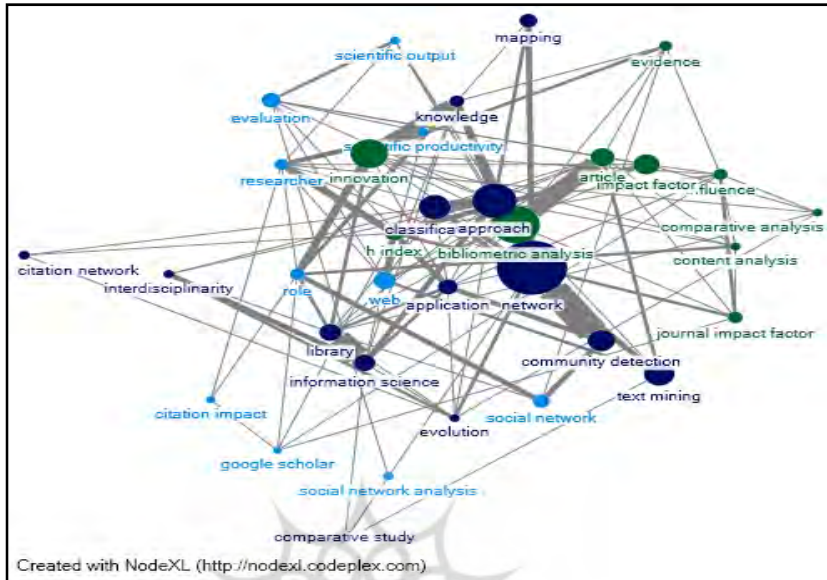 mapping
scientific output
evidence
evaluation
knowledge
scientific productivity
article
researcher
innovation
impact factor
fluence
classifica
approach
comparative analysis
h index
bibliometric analysis
content analysis
citation network
interdisciplinarity
role
web
application
network
journal impact factor
library
community detection
information science
text mining
citation impact
social network
evolution
google scholar
social network analysis
comparative study
Created with NodeXL (http://nodexl.codeplex.com)